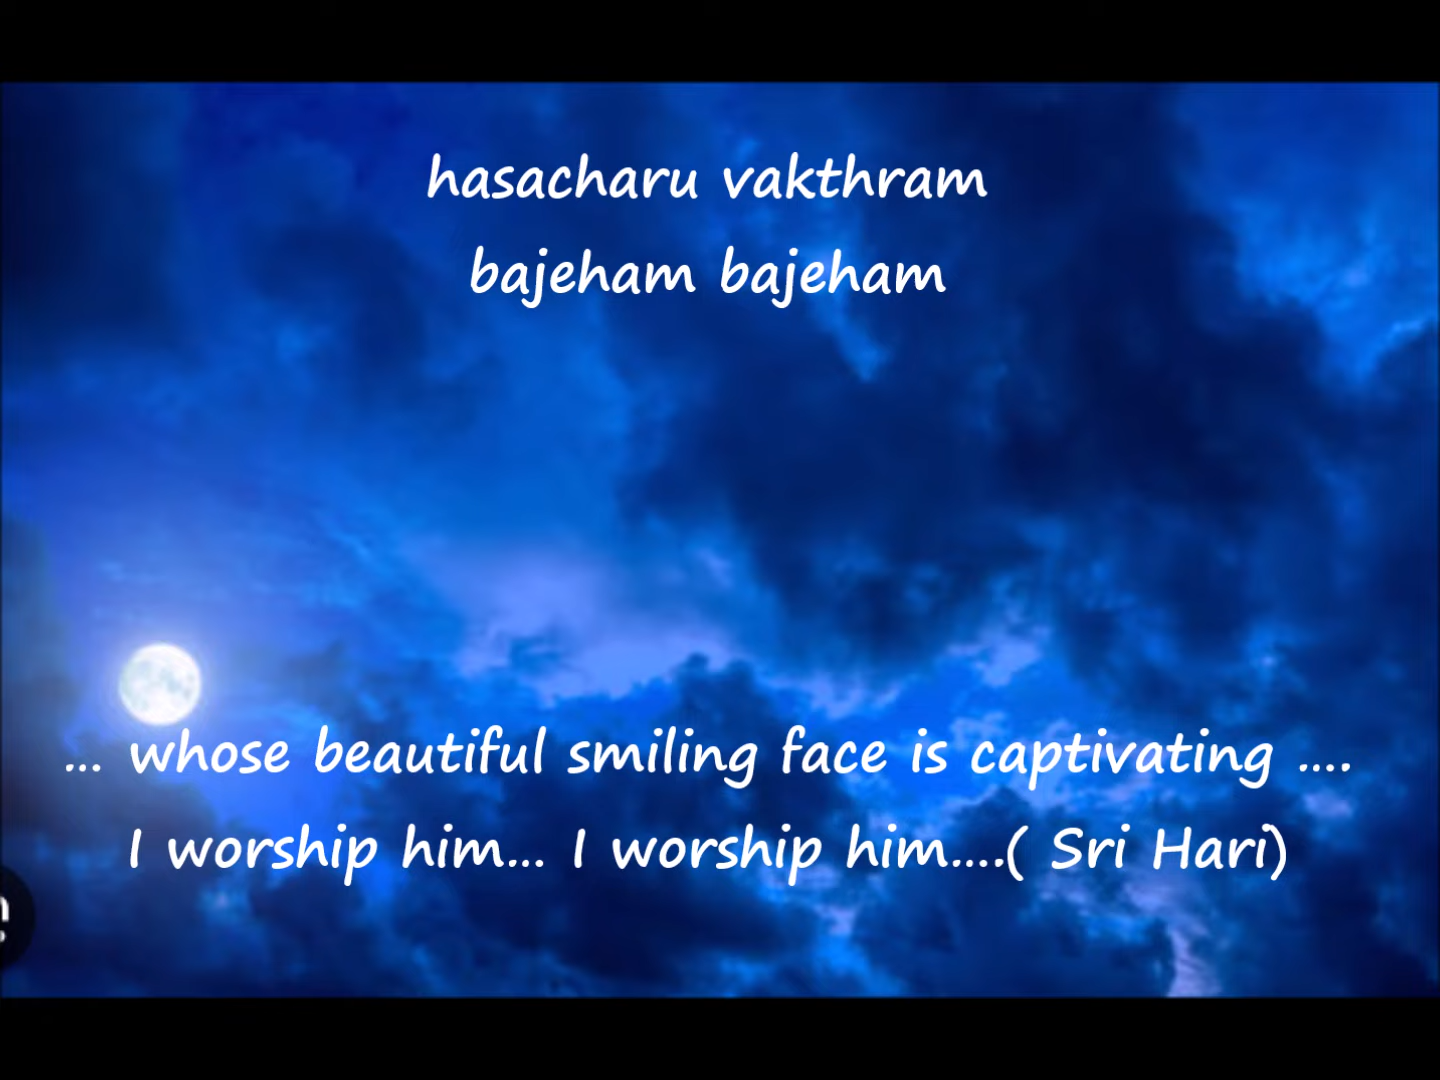 hasacharu vakthram
bajeham bajeham
... whose beautiful smiling face is captivating ....
I worship him... I worship him....( Sri Hari)